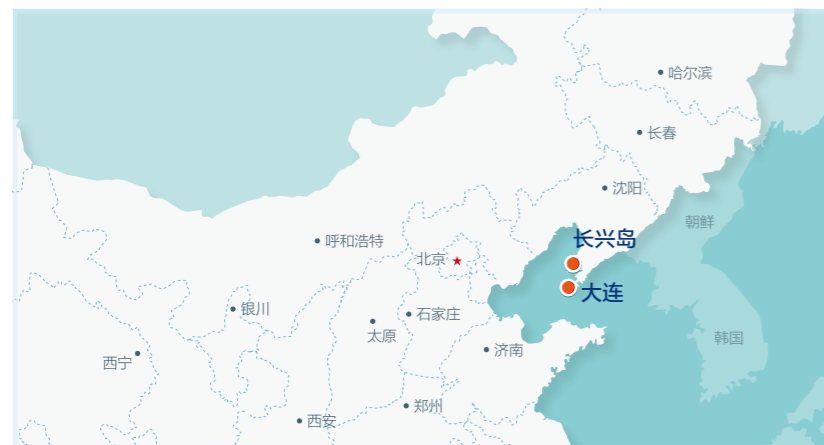 哈尔滨
长春
沈阳
朝鲜
长兴岛
呼和浩特
北京
大连
银川
石家庄
太原
韩国
济南
西宁
郑州
西安